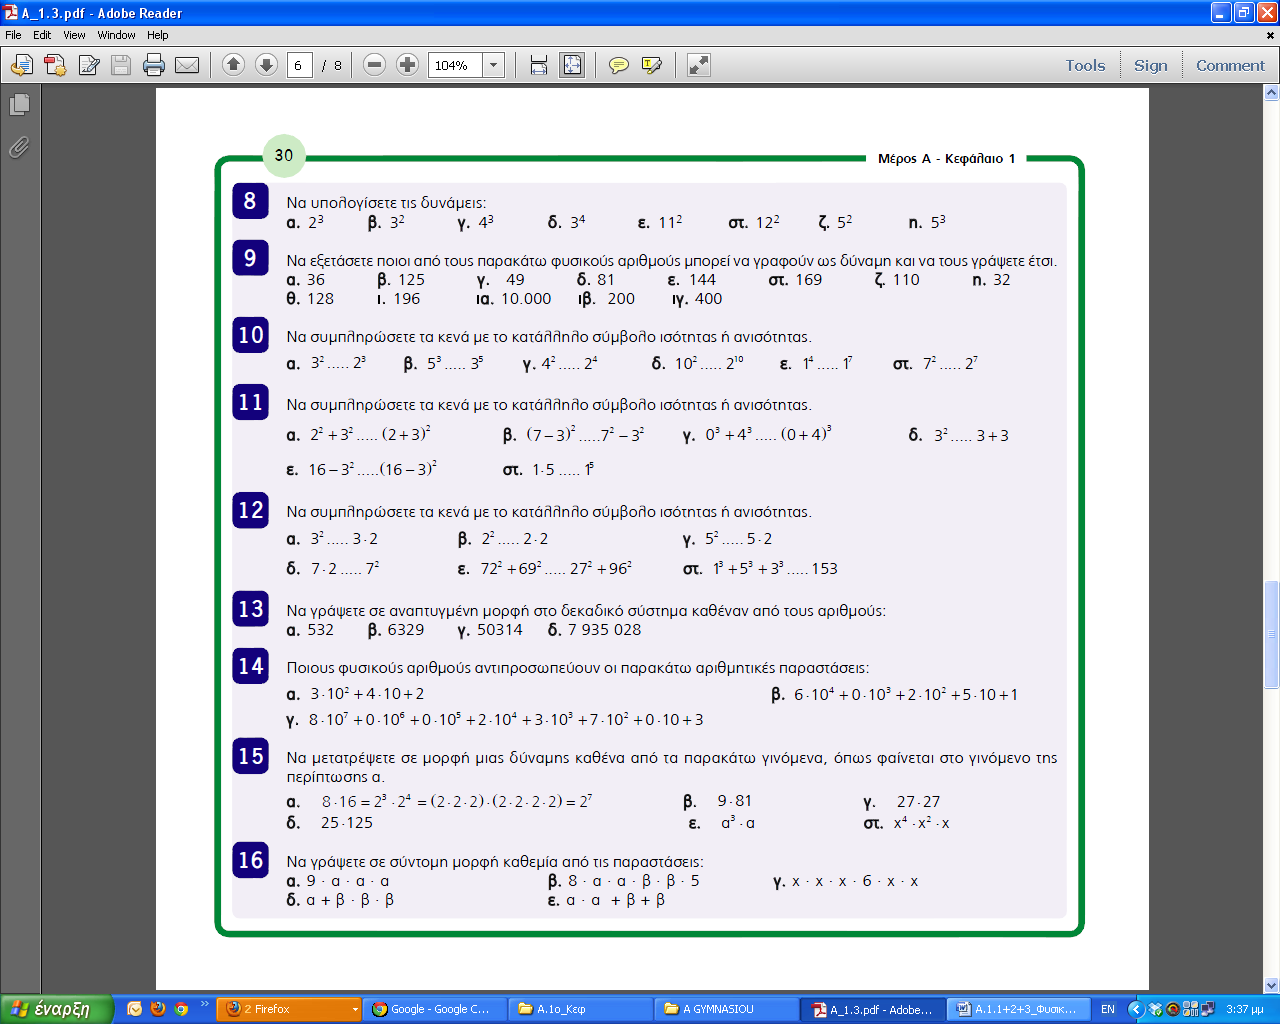 A_1.3.pdf - Adobe Reader
File Edit View Window Help
6 / 8 104% Tools Sign Comment
30 Μέρος Α - Κεφάλαιο 1
8 Να υπολογίσετε τις δυνάμεις:
α. 2³ β. 3² γ. 4³ δ. 3⁴ ε. 11² στ. 12² ζ. 5² η. 5³
9 Να εξετάσετε ποιοι από τους παρακάτω φυσικούς αριθμούς μπορεί να γραφούν ως δύναμη και να τους γράψετε έτσι.
α. 36 β. 125 γ. 49 δ. 81 ε. 144 στ. 169 ζ. 110 η. 32
θ. 128 ι. 196 ια. 10.000 ιβ. 200 ιγ. 400
10 Να συμπληρώσετε τα κενά με το κατάλληλο σύμβολο ισότητας ή ανισότητας.
α. 3² ..... 2³ β. 5³ ..... 3⁵ γ. 4² ..... 2⁴ δ. 10² ..... 2¹⁰ ε. 1⁴ ..... 1⁷ στ. 7² ..... 2⁷
11 Να συμπληρώσετε τα κενά με το κατάλληλο σύμβολο ισότητας ή ανισότητας.
α. 2² + 3² ..... (2 + 3)² β. (7 – 3)² ..... 7² – 3² γ. 0³ + 4³ ..... (0 + 4)³ δ. 3² ..... 3 + 3
ε. 16 – 3² ..... (16 – 3)² στ. 1·5 ..... 1⁵
12 Να συμπληρώσετε τα κενά με το κατάλληλο σύμβολο ισότητας ή ανισότητας.
α. 3² ..... 3·2 β. 2² ..... 2·2 γ. 5² ..... 5·2
δ. 7·2 ..... 7² ε. 72² + 69² ..... 27² + 96² στ. 1³ + 5³ + 3³ ..... 153
13 Να γράψετε σε αναπτυγμένη μορφή στο δεκαδικό σύστημα καθέναν από τους αριθμούς:
α. 532 β. 6329 γ. 50314 δ. 7 935 028
14 Ποιους φυσικούς αριθμούς αντιπροσωπεύουν οι παρακάτω αριθμητικές παραστάσεις:
α. 3·10² + 4·10 + 2 β. 6·10⁴ + 0·10³ + 2·10² + 5·10 + 1
γ. 8·10⁷ + 0·10⁶ + 0·10⁵ + 2·10⁴ + 3·10³ + 7·10² + 0·10 + 3
15 Να μετατρέψετε σε μορφή μιας δύναμης καθένα από τα παρακάτω γινόμενα, όπως φαίνεται στο γινόμενο της
περίπτωσης α.
α. 8·16 = 2³·2⁴ = (2·2·2)·(2·2·2·2) = 2⁷ β. 9·81 γ. 27·27
δ. 25·125 ε. α³·α στ. x⁴·x²·x
16 Να γράψετε σε σύντομη μορφή καθεμία από τις παραστάσεις:
α. 9 · α · α · α β. 8 · α · α · β · β · 5 γ. x · x · x · 6 · x · x
δ. α + β · β · β ε. α · α + β + β
έναρξη 2 Firefox Google - Google C... Α.1ο_Κεφ A GYMNASIOU A_1.3.pdf - Adobe... Α.1.1+2+3_Φυσικ... EN 3:37 μμ